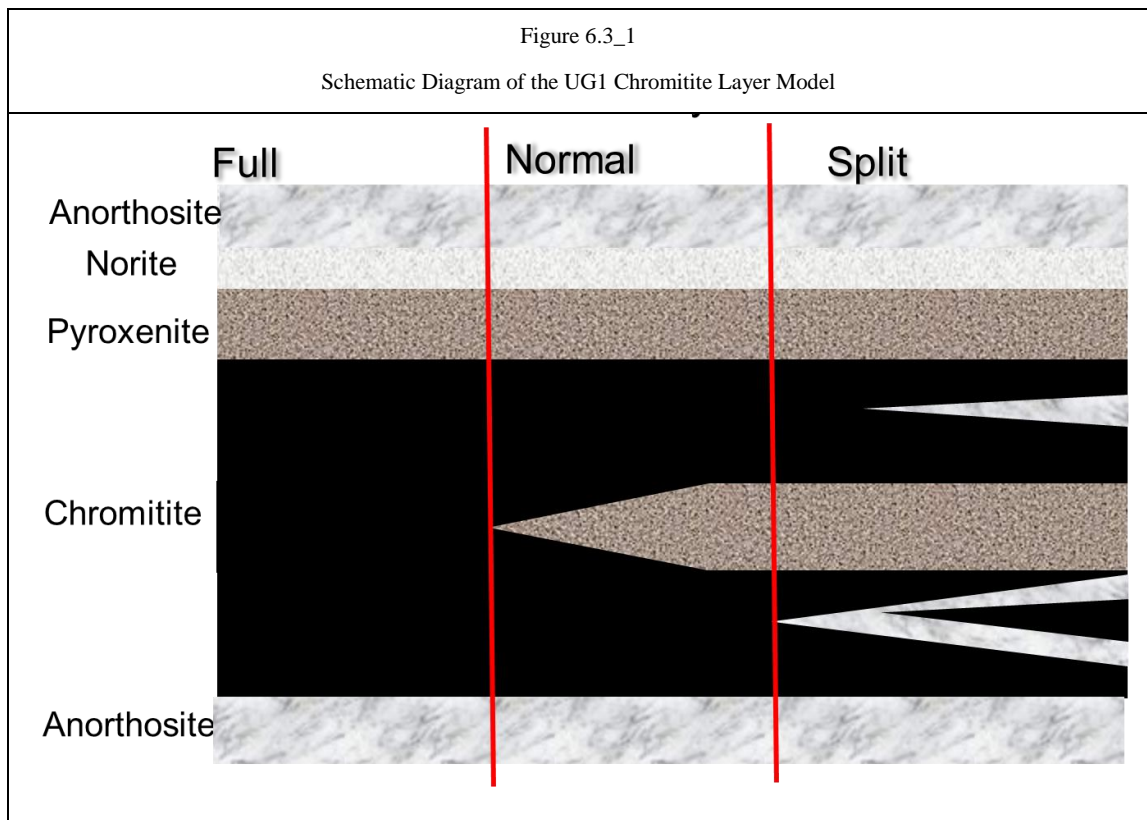 Figure 6.3_1
Schematic Diagram of the UG1 Chromitite Layer Model
Full Normal Split
Anorthosite
Norite
Pyroxenite
Chromitite
Anorthosite